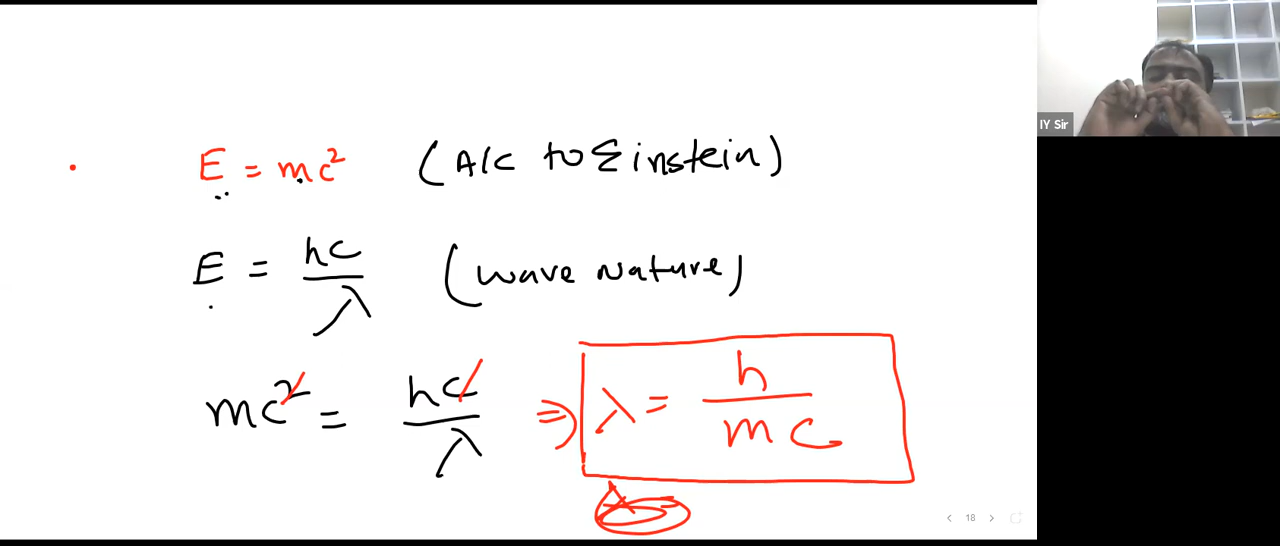 E = mc² (A/c to Einstein)
IY Sir
E = hc/λ (wave nature)
mc² = hc/λ ⇒ λ = h/mc
18